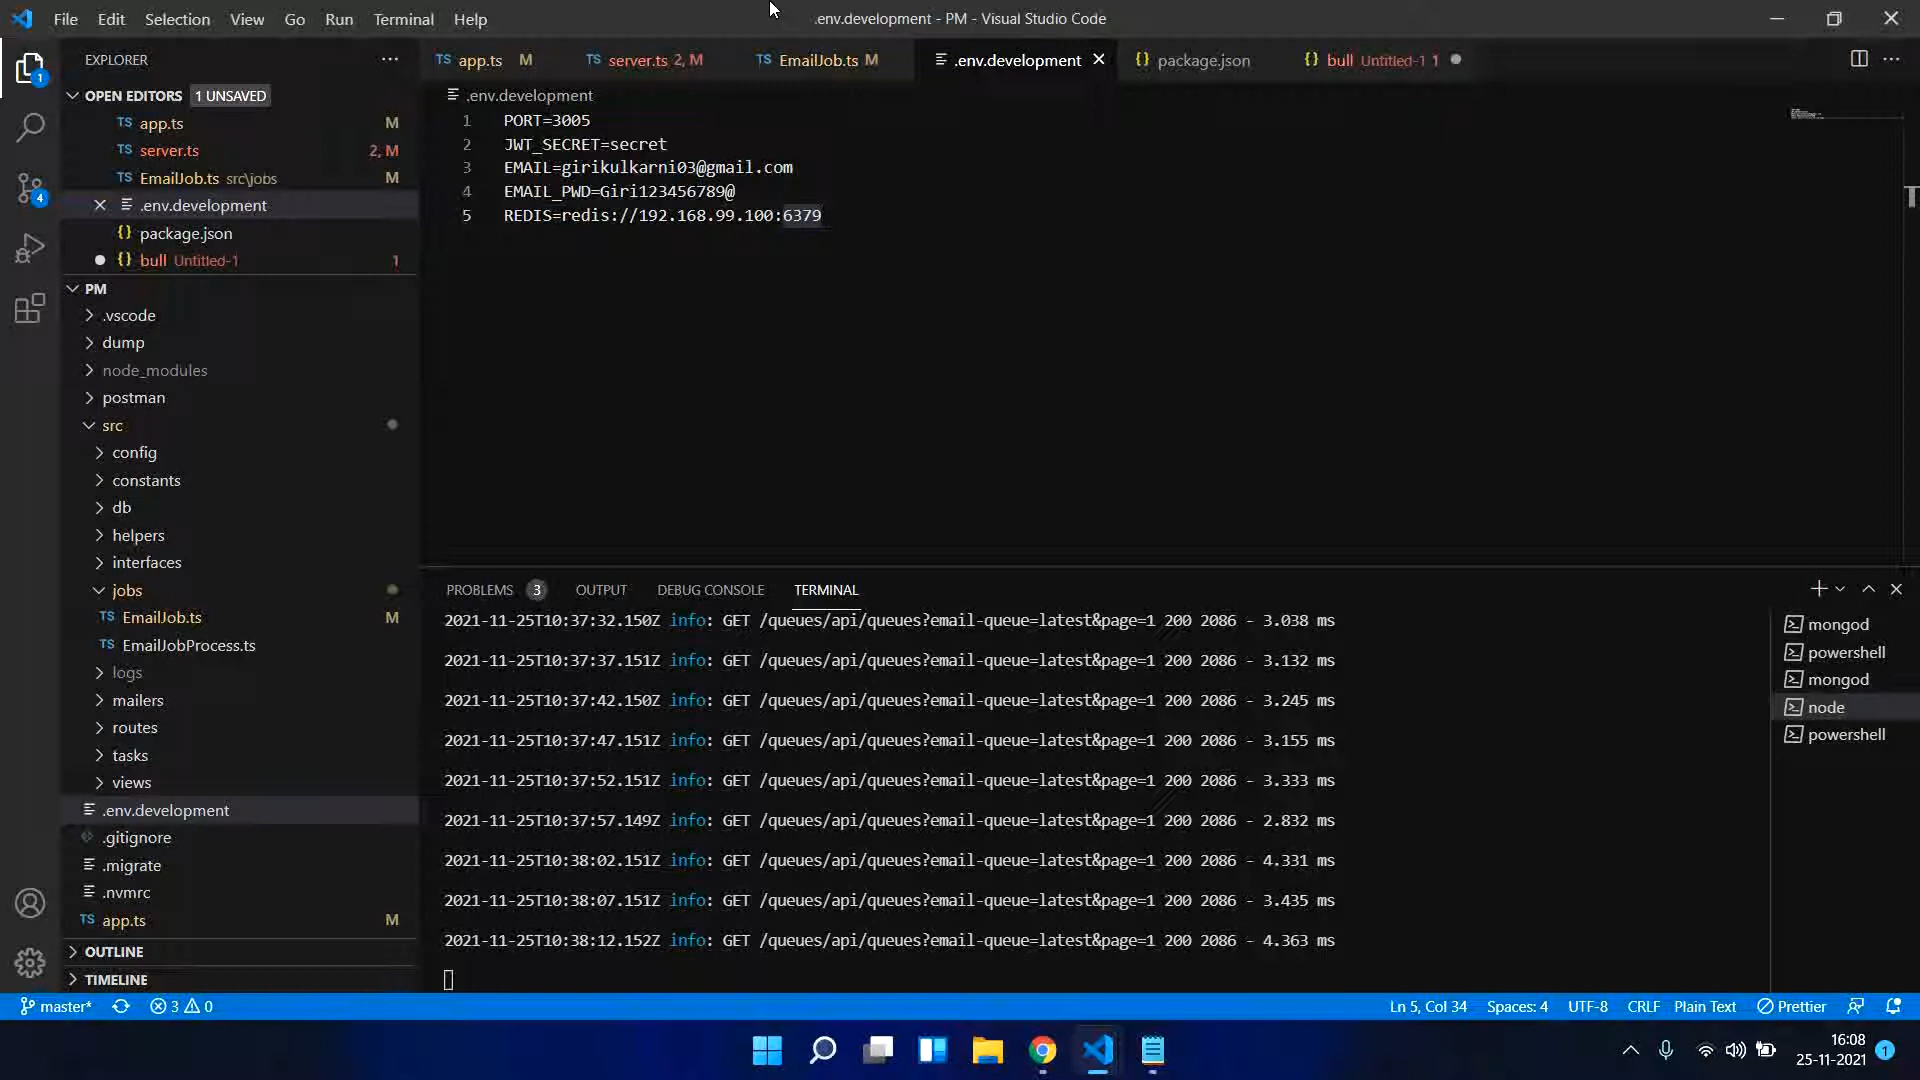 File Edit Selection View Go Run Terminal Help
.env.development - PM - Visual Studio Code
EXPLORER
TS app.ts M
TS server.ts 2, M
TS EmailJob.ts M
.env.development
{} package.json
{} bull Untitled-1 1
OPEN EDITORS 1 UNSAVED
TS app.ts M
TS server.ts 2, M
TS EmailJob.ts src\jobs M
.env.development
{} package.json
{} bull Untitled-1 1
PM
.vscode
dump
node_modules
postman
src
config
constants
db
helpers
interfaces
jobs
TS EmailJob.ts M
TS EmailJobProcess.ts
logs
mailers
routes
tasks
views
.env.development
.gitignore
.migrate
.nvmrc
TS app.ts M
OUTLINE
TIMELINE
1
4
.env.development
1 PORT=3005
2 JWT_SECRET=secret
3 EMAIL=girikulkarni03@gmail.com
4 EMAIL_PWD=Giri123456789@
5 REDIS=redis://192.168.99.100:6379
PROBLEMS 3 OUTPUT DEBUG CONSOLE TERMINAL
2021-11-25T10:37:32.150Z info: GET /queues/api/queues?email-queue=latest&page=1 200 2086 - 3.038 ms
2021-11-25T10:37:37.151Z info: GET /queues/api/queues?email-queue=latest&page=1 200 2086 - 3.132 ms
2021-11-25T10:37:42.150Z info: GET /queues/api/queues?email-queue=latest&page=1 200 2086 - 3.245 ms
2021-11-25T10:37:47.151Z info: GET /queues/api/queues?email-queue=latest&page=1 200 2086 - 3.155 ms
2021-11-25T10:37:52.151Z info: GET /queues/api/queues?email-queue=latest&page=1 200 2086 - 3.333 ms
2021-11-25T10:37:57.149Z info: GET /queues/api/queues?email-queue=latest&page=1 200 2086 - 2.832 ms
2021-11-25T10:38:02.151Z info: GET /queues/api/queues?email-queue=latest&page=1 200 2086 - 4.331 ms
2021-11-25T10:38:07.151Z info: GET /queues/api/queues?email-queue=latest&page=1 200 2086 - 3.435 ms
2021-11-25T10:38:12.152Z info: GET /queues/api/queues?email-queue=latest&page=1 200 2086 - 4.363 ms
mongod
powershell
mongod
node
powershell
master* 3 0
Ln 5, Col 34 Spaces: 4 UTF-8 CRLF Plain Text Prettier
16:08
25-11-2021 1